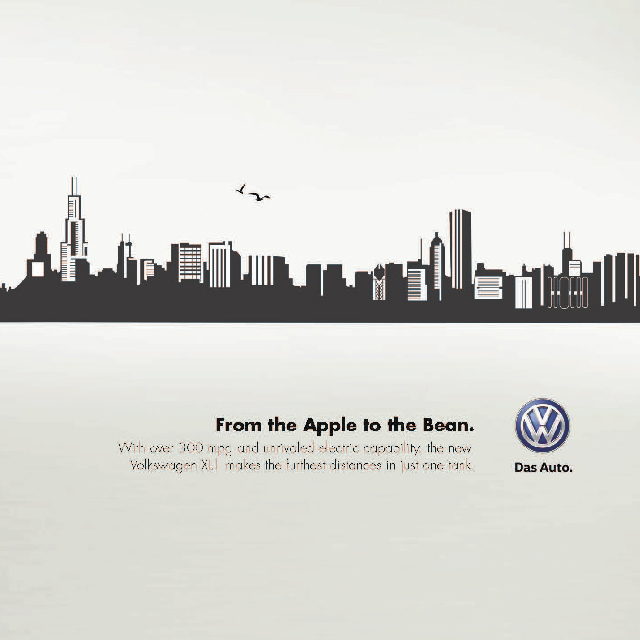 From the Apple to the Bean.
With over 300 mpg and unrivaled electric capability, the new
Volkswagen XL1 makes the furthest distances in just one tank.
Das Auto.